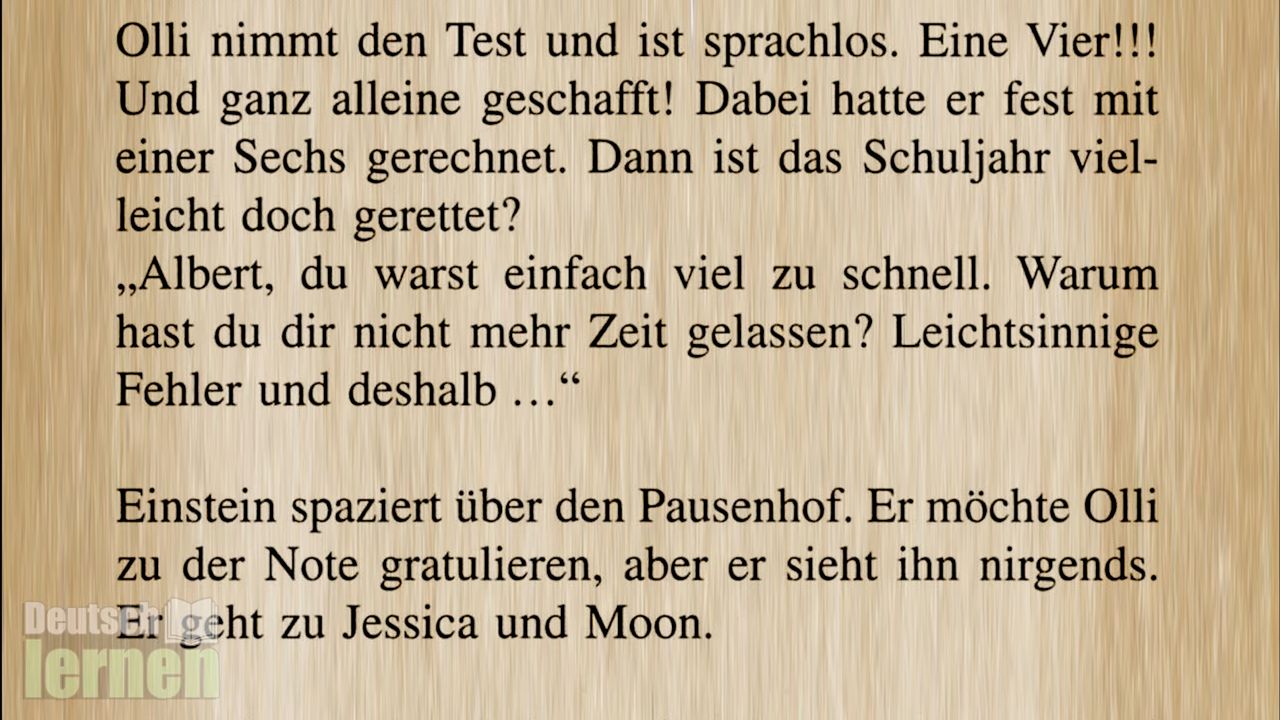 Olli nimmt den Test und ist sprachlos. Eine Vier!!!
Und ganz alleine geschafft! Dabei hatte er fest mit
einer Sechs gerechnet. Dann ist das Schuljahr viel-
leicht doch gerettet?
„Albert, du warst einfach viel zu schnell. Warum
hast du dir nicht mehr Zeit gelassen? Leichtsinnige
Fehler und deshalb …“
Einstein spaziert über den Pausenhof. Er möchte Olli
zu der Note gratulieren, aber er sieht ihn nirgends.
Er geht zu Jessica und Moon.
Deutsch
lernen